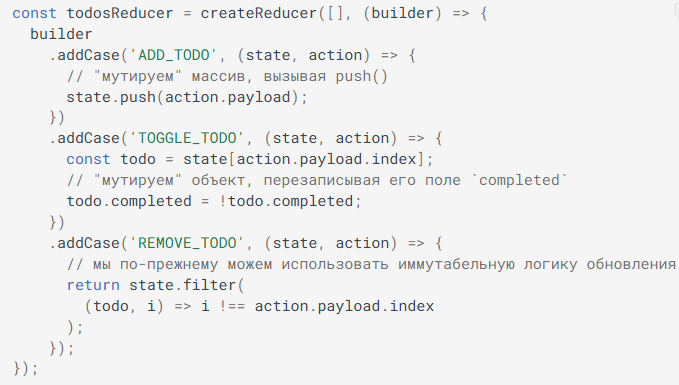 const todosReducer = createReducer([], (builder) => {
  builder
    .addCase('ADD_TODO', (state, action) => {
      // "мутируем" массив, вызывая push()
      state.push(action.payload);
    })
    .addCase('TOGGLE_TODO', (state, action) => {
      const todo = state[action.payload.index];
      // "мутируем" объект, перезаписывая его поле `completed`
      todo.completed = !todo.completed;
    })
    .addCase('REMOVE_TODO', (state, action) => {
      // мы по-прежнему можем использовать иммутабельную логику обновления
      return state.filter(
        (todo, i) => i !== action.payload.index
      );
    });
});